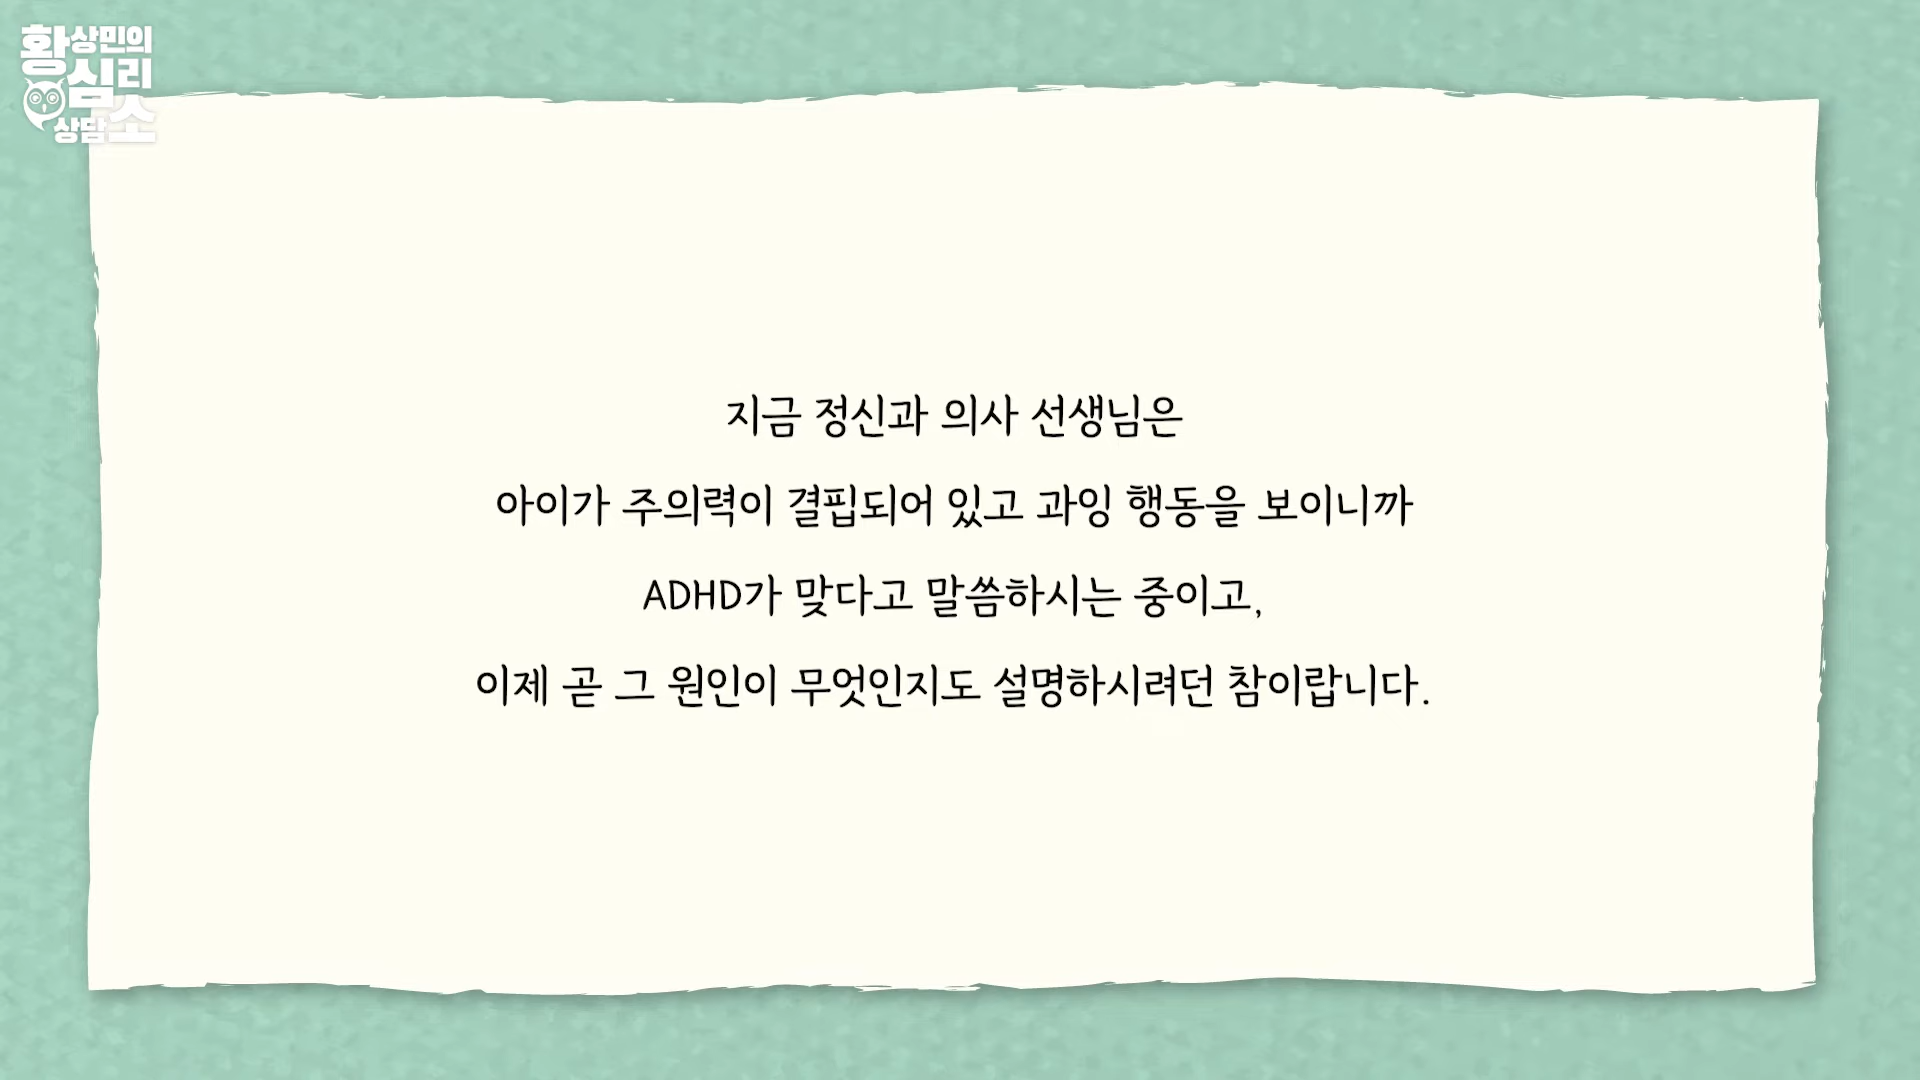 황상민의
심리
상담소
지금 정신과 의사 선생님은
아이가 주의력이 결핍되어 있고 과잉 행동을 보이니까
ADHD가 맞다고 말씀하시는 중이고,
이제 곧 그 원인이 무엇인지도 설명하시려던 참이랍니다.